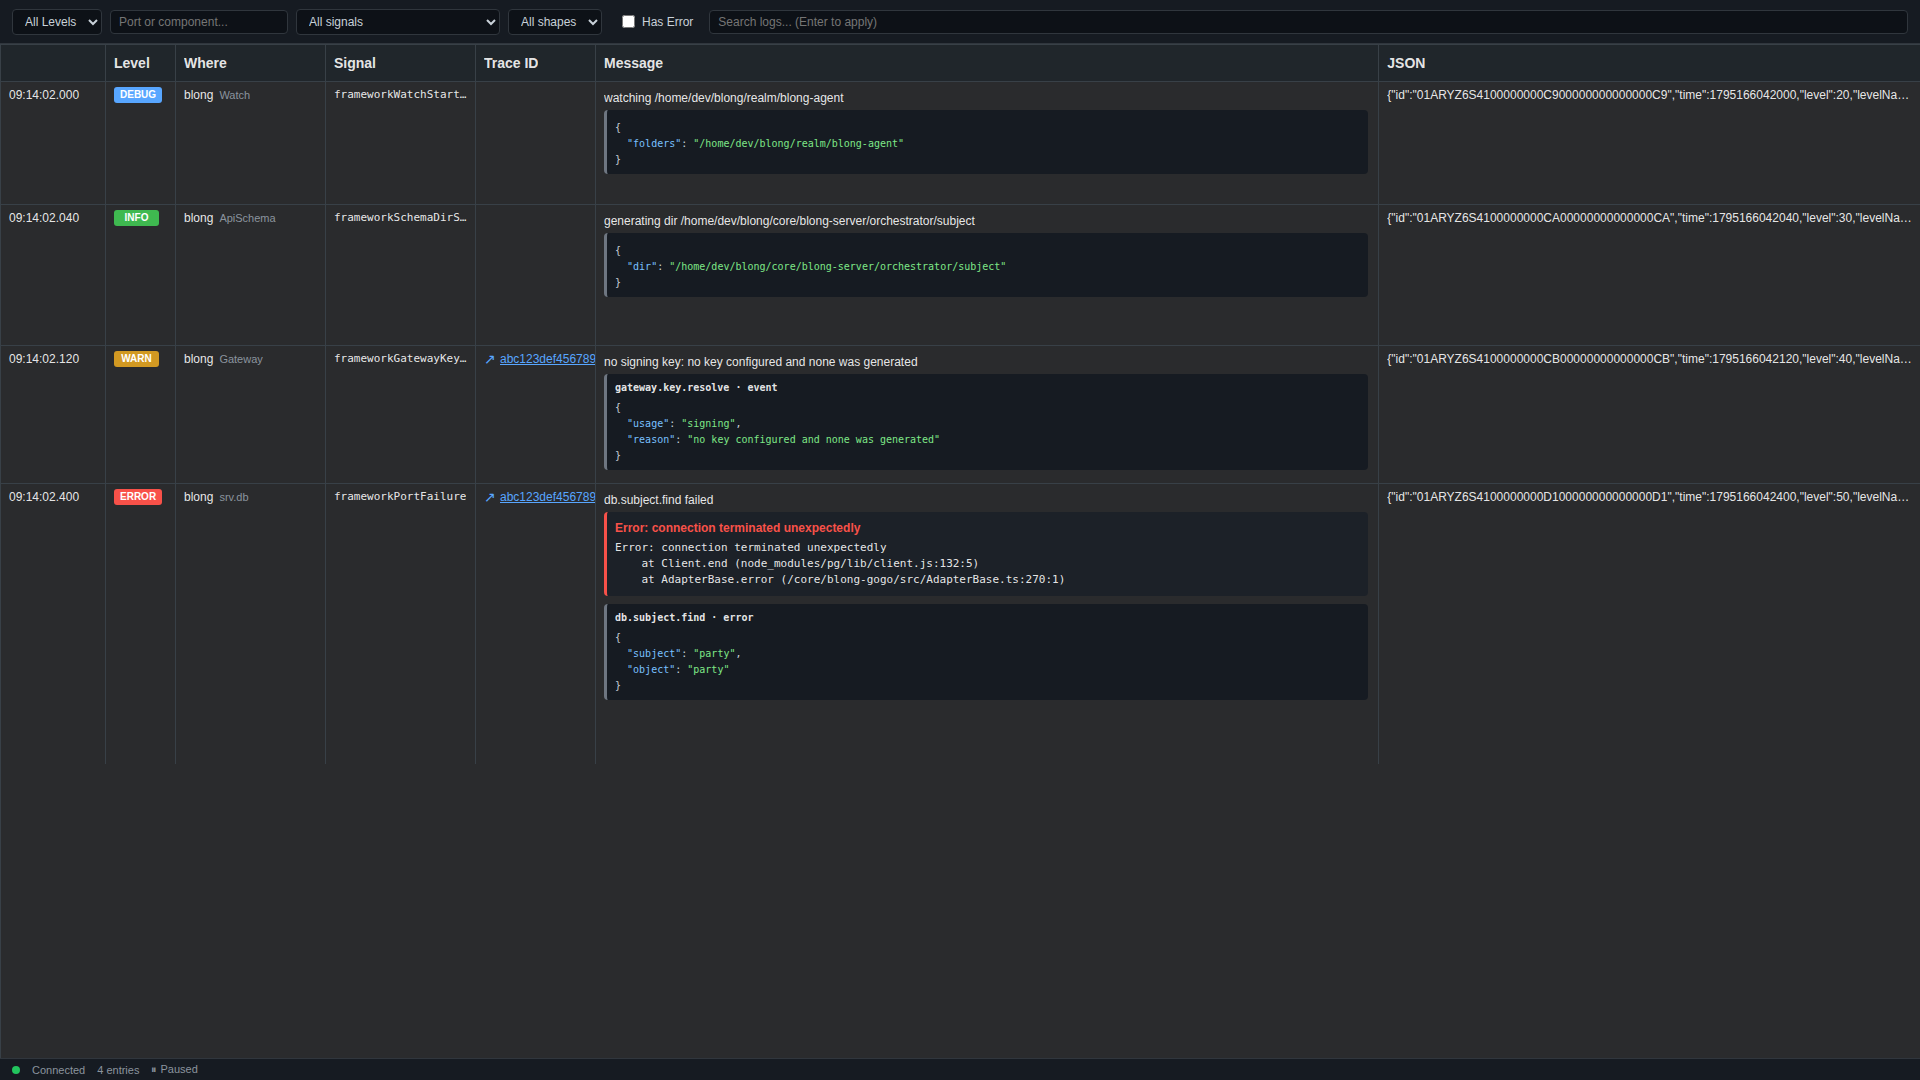 All Levels
Port or component...
All signals
All shapes
Has Error
Search logs... (Enter to apply)
Level Where Signal Trace ID Message JSON
09:14:02.000 DEBUG blong Watch frameworkWatchStart… watching /home/dev/blong/realm/blong-agent {"id":"01ARYZ6S4100000000C900000000000000C9","time":1795166042000,"level":20,"levelNa…
{
"folders": "/home/dev/blong/realm/blong-agent"
}
09:14:02.040 INFO blong ApiSchema frameworkSchemaDirS… generating dir /home/dev/blong/core/blong-server/orchestrator/subject {"id":"01ARYZ6S4100000000CA00000000000000CA","time":1795166042040,"level":30,"levelNa…
{
"dir": "/home/dev/blong/core/blong-server/orchestrator/subject"
}
09:14:02.120 WARN blong Gateway frameworkGatewayKey… ↗ abc123def456789 no signing key: no key configured and none was generated {"id":"01ARYZ6S4100000000CB00000000000000CB","time":1795166042120,"level":40,"levelNa…
gateway.key.resolve · event
{
"usage": "signing",
"reason": "no key configured and none was generated"
}
09:14:02.400 ERROR blong srv.db frameworkPortFailure ↗ abc123def456789 db.subject.find failed {"id":"01ARYZ6S4100000000D100000000000000D1","time":1795166042400,"level":50,"levelNa…
Error: connection terminated unexpectedly
Error: connection terminated unexpectedly
at Client.end (node_modules/pg/lib/client.js:132:5)
at AdapterBase.error (/core/blong-gogo/src/AdapterBase.ts:270:1)
db.subject.find · error
{
"subject": "party",
"object": "party"
}
Connected 4 entries Paused